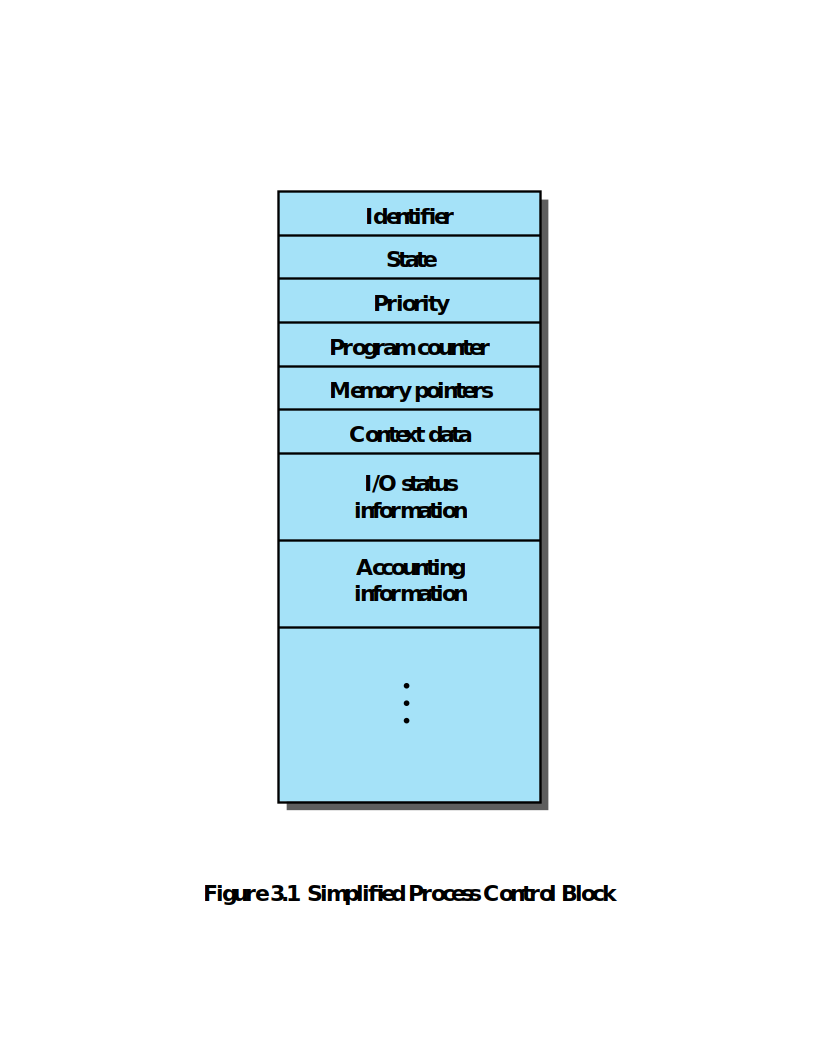 Identifier
State
Priority
Program counter
Memory pointers
Context data
I/O status
information
Accounting
information
Figure 3.1 Simplified Process Control Block